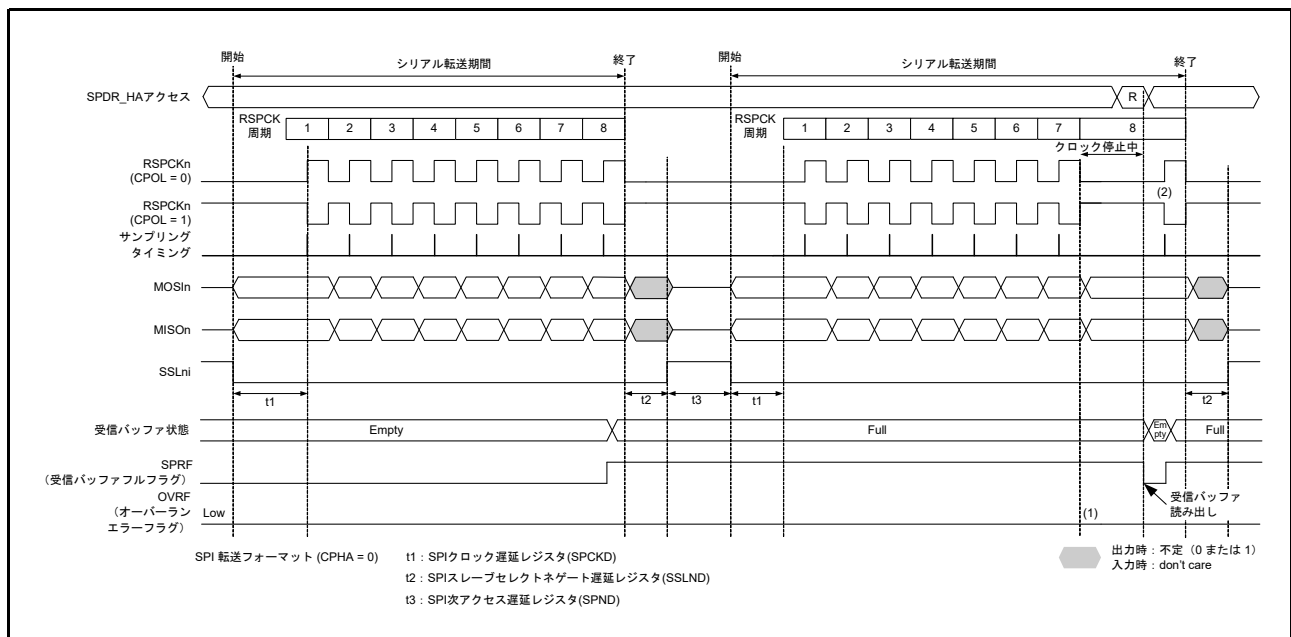 開始
シリアル転送期間
終了
開始
シリアル転送期間
終了
SPDR_HAアクセス
R
RSPCK
周期
1 2 3 4 5 6 7 8
RSPCK
周期
1 2 3 4 5 6 7 8
クロック停止中
RSPCKn
(CPOL = 0)
(2)
RSPCKn
(CPOL = 1)
サンプリング
タイミング
MOSIn
MISOn
SSLni
t1
t2
t3
t1
t2
受信バッファ状態
Empty
Full
Em
pty
Full
SPRF
（受信バッファフルフラグ）
受信バッファ
読み出し
OVRF
（オーバーラン
エラーフラグ）
Low
(1)
SPI 転送フォーマット (CPHA = 0)
t1：SPIクロック遅延レジスタ(SPCKD)
t2：SPIスレーブセレクトネゲート遅延レジスタ(SSLND)
t3：SPI次アクセス遅延レジスタ(SPND)
出力時：不定（0 または 1）
入力時：don't care